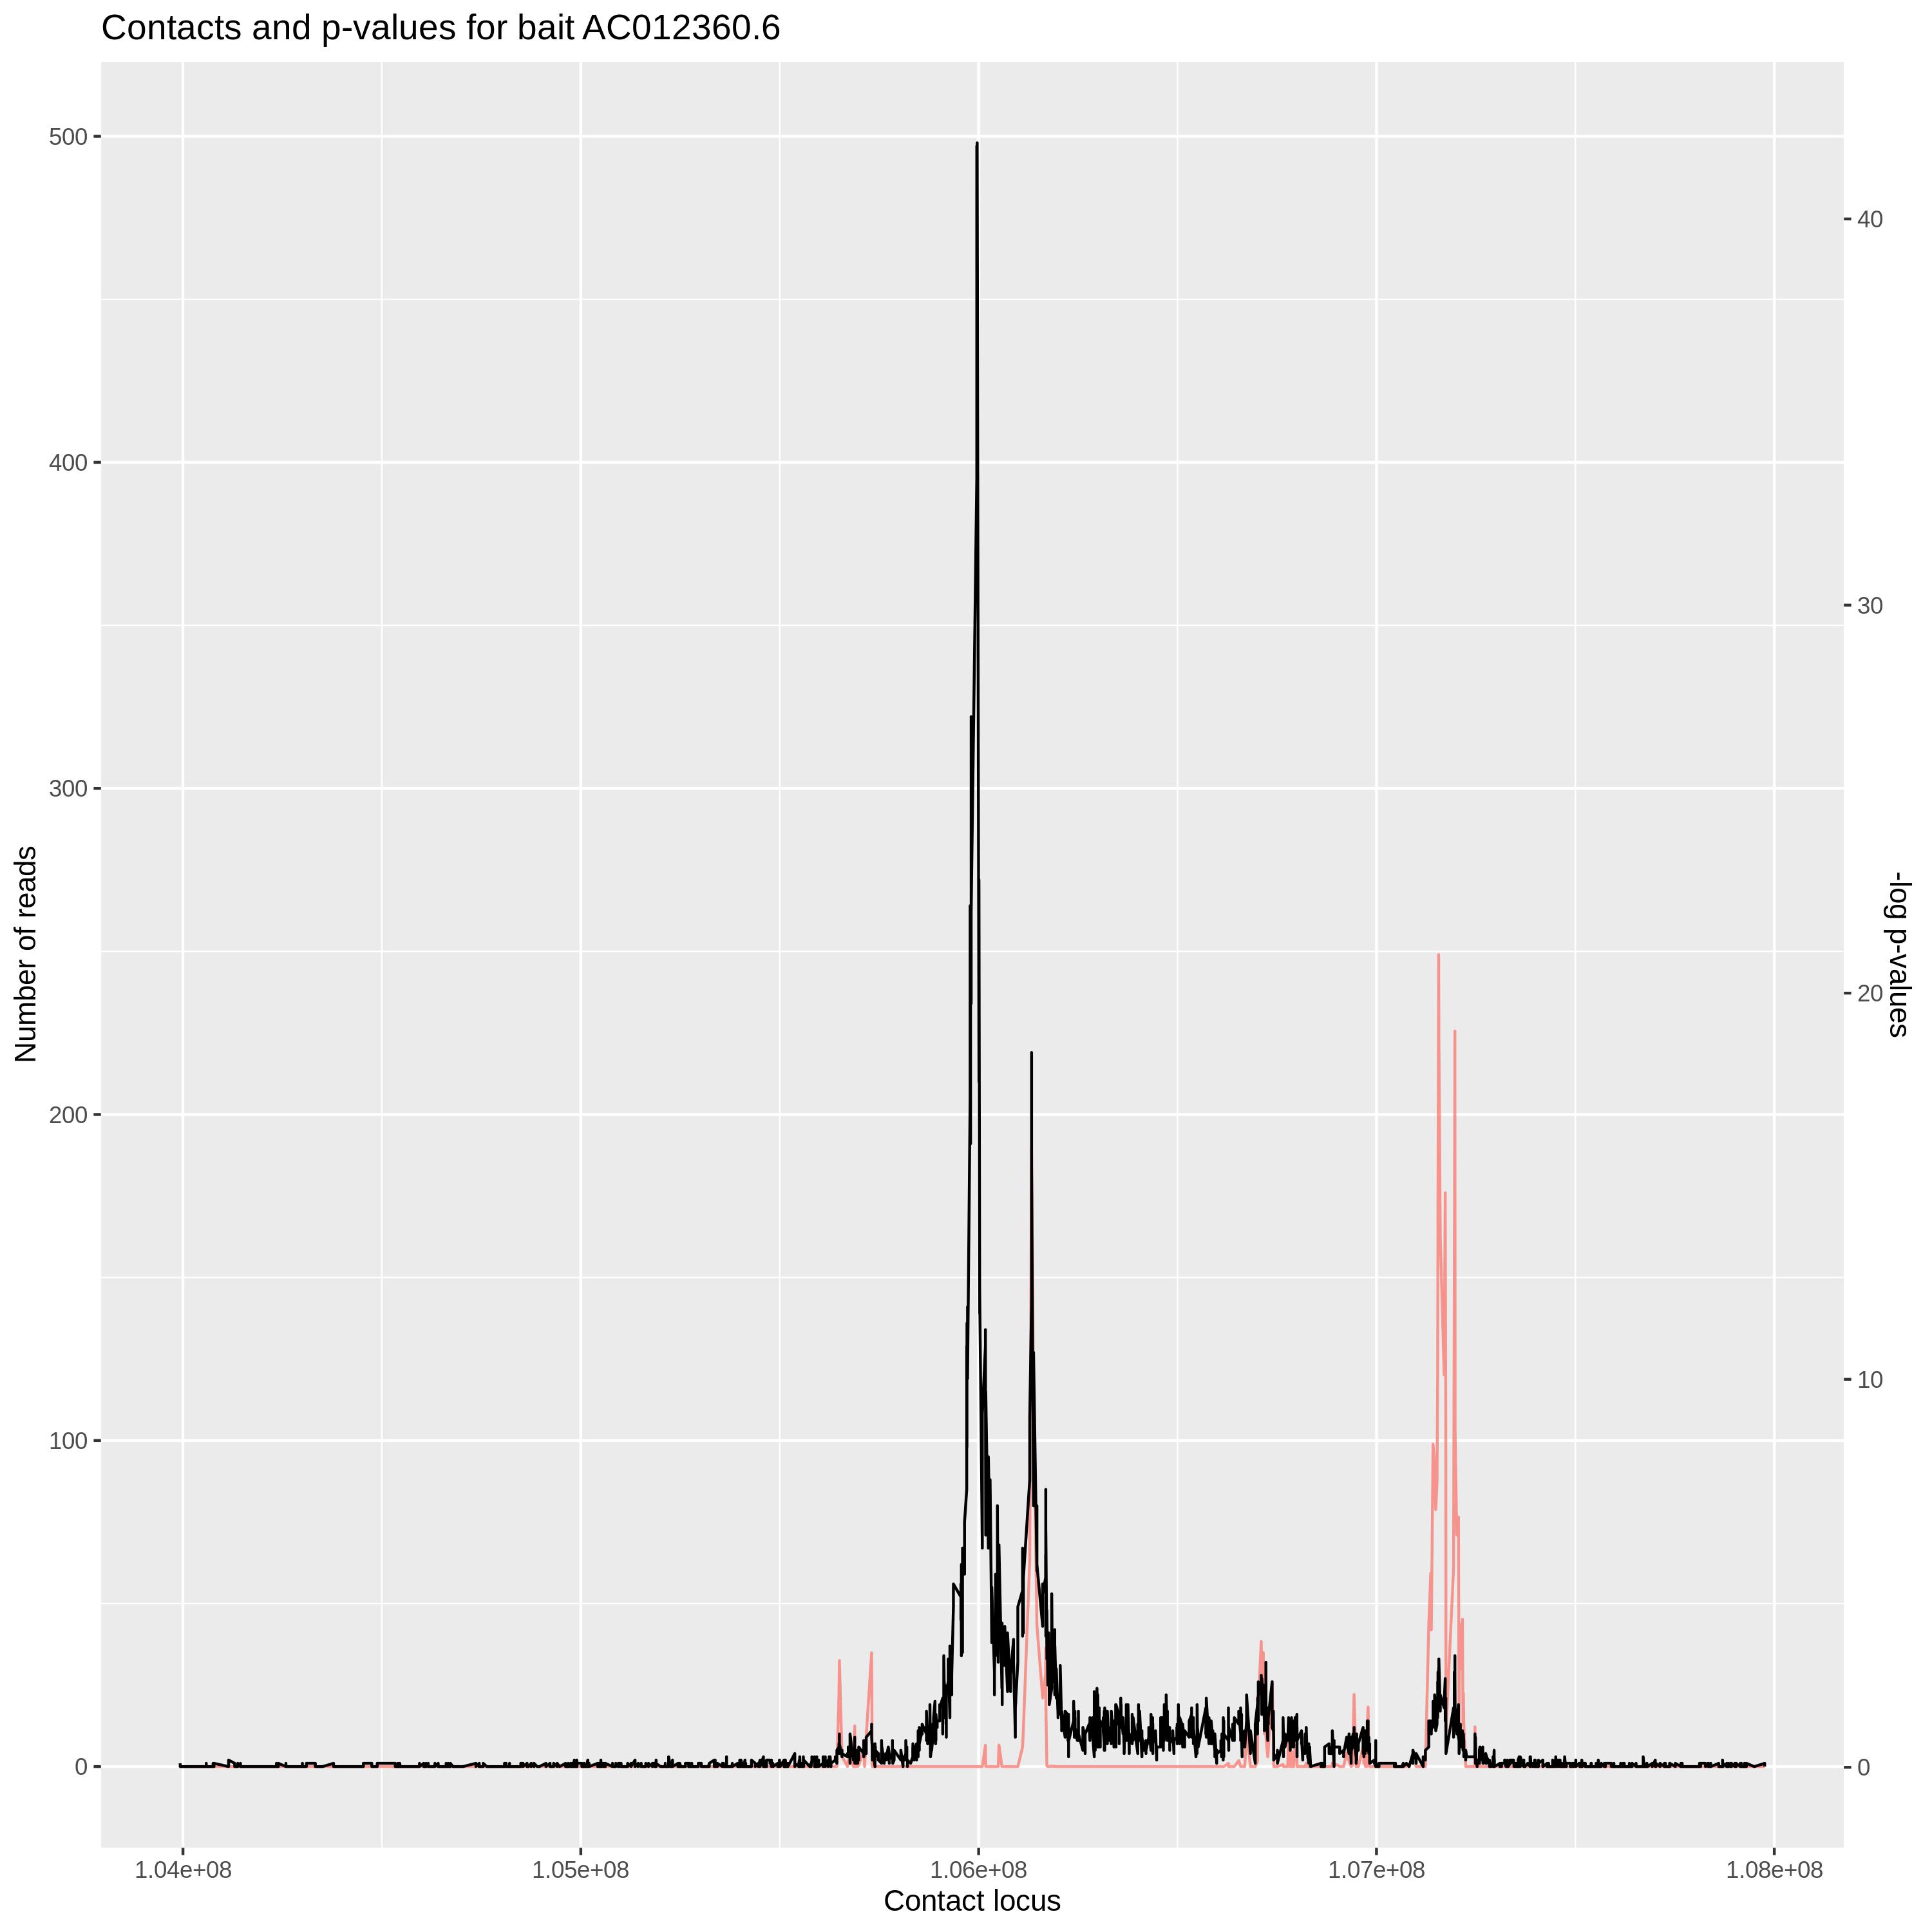 Contacts and p-values for bait AC012360.6
500
400
300
200
100
0
Number of reads
40
30
20
10
0
-log p-values
1.04e+08
1.05e+08
1.06e+08
1.07e+08
1.08e+08
Contact locus